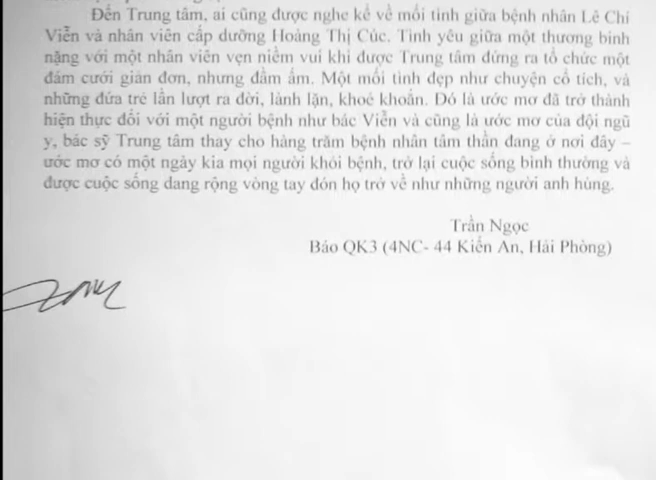 Đến Trung tâm, ai cũng được nghe kể về mối tình giữa bệnh nhân Lê Chí
Viễn và nhân viên cấp dưỡng Hoàng Thị Cúc. Tình yêu giữa một thương binh
nặng với một nhân viên vẹn niềm vui khi được Trung tâm đứng ra tổ chức một
đám cưới giản đơn, nhưng đầm ấm. Một mối tình đẹp như chuyện cổ tích, và
những đứa trẻ lần lượt ra đời, lành lặn, khoẻ khoắn. Đó là ước mơ đã trở thành
hiện thực đối với một người bệnh như bác Viễn và cũng là ước mơ của đội ngũ
y, bác sỹ Trung tâm thay cho hàng trăm bệnh nhân tâm thần đang ở nơi đây –
ước mơ có một ngày kia mọi người khỏi bệnh, trở lại cuộc sống bình thường và
được cuộc sống dang rộng vòng tay đón họ trở về như những người anh hùng.
Trần Ngọc
Báo QK3 (4NC- 44 Kiến An, Hải Phòng)